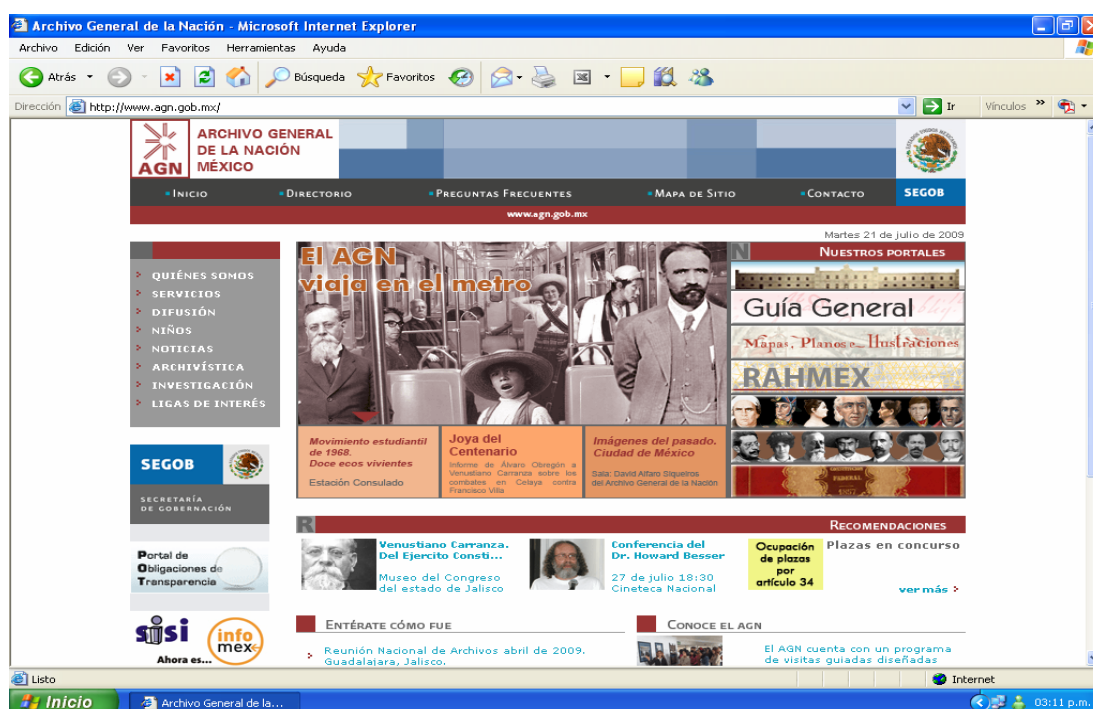 Archivo General de la Nación - Microsoft Internet Explorer
Archivo Edición Ver Favoritos Herramientas Ayuda
Atrás Búsqueda Favoritos
Dirección http://www.agn.gob.mx/ Ir Vínculos »
AGN
ARCHIVO GENERAL
DE LA NACIÓN
MÉXICO
INICIO DIRECTORIO PREGUNTAS FRECUENTES MAPA DE SITIO CONTACTO SEGOB
www.agn.gob.mx
Martes 21 de julio de 2009
QUIÉNES SOMOS
SERVICIOS
DIFUSIÓN
NIÑOS
NOTICIAS
ARCHIVÍSTICA
INVESTIGACIÓN
LIGAS DE INTERÉS
SEGOB
SECRETARÍA
DE GOBERNACIÓN
Portal de
Obligaciones de
Transparencia
sisi
infomex
Ahora es...
El AGN
viaja en el metro
Movimiento estudiantil
de 1968.
Doce ecos vivientes
Estación Consulado
Joya del
Centenario
Informe de Álvaro Obregón a
Venustiano Carranza sobre los
combates en Celaya contra
Francisco Villa
Imágenes del pasado.
Ciudad de México
Sala: David Alfaro Siqueiros
del Archivo General de la Nación
N NUESTROS PORTALES
Guía General
Mapas, Planos e Ilustraciones
RAHMEX
FEDERAL
R RECOMENDACIONES
Venustiano Carranza.
Del Ejercito Consti...
Museo del Congreso
del estado de Jalisco
Conferencia del
Dr. Howard Besser
27 de julio 18:30
Cineteca Nacional
Ocupación
de plazas
por
artículo 34
Plazas en concurso
ver más
ENTÉRATE CÓMO FUE
Reunión Nacional de Archivos abril de 2009.
Guadalajara, Jalisco.
CONOCE EL AGN
El AGN cuenta con un programa
de visitas guiadas diseñadas
Listo Internet
Inicio Archivo General de la... 03:11 p.m.